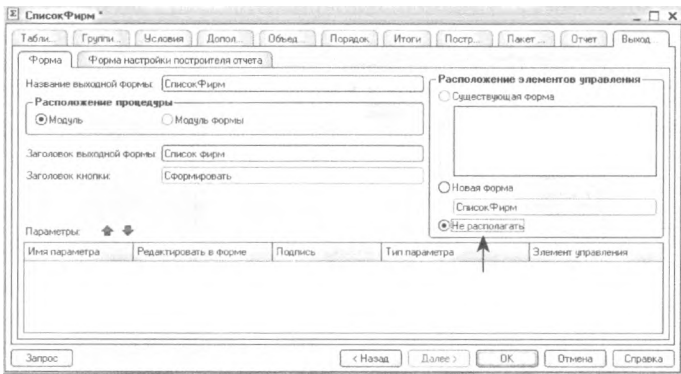 СписокФирм *
Табли... Группи... Условия Допол... Объед... Порядок Итоги Постр... Пакет ... Отчет Выход...
Форма Форма настройки построителя отчета
Название выходной формы: СписокФирм
Расположение процедуры
Модуль Модуль формы
Заголовок выходной формы: Список фирм
Заголовок кнопки: Сформировать
Расположение элементов управления
Существующая форма
Новая форма
СписокФирм
Не располагать
Параметры:
Имя параметра Редактировать в форме Подпись Тип параметра Элемент управления
Запрос < Назад Далее > OK Отмена Справка